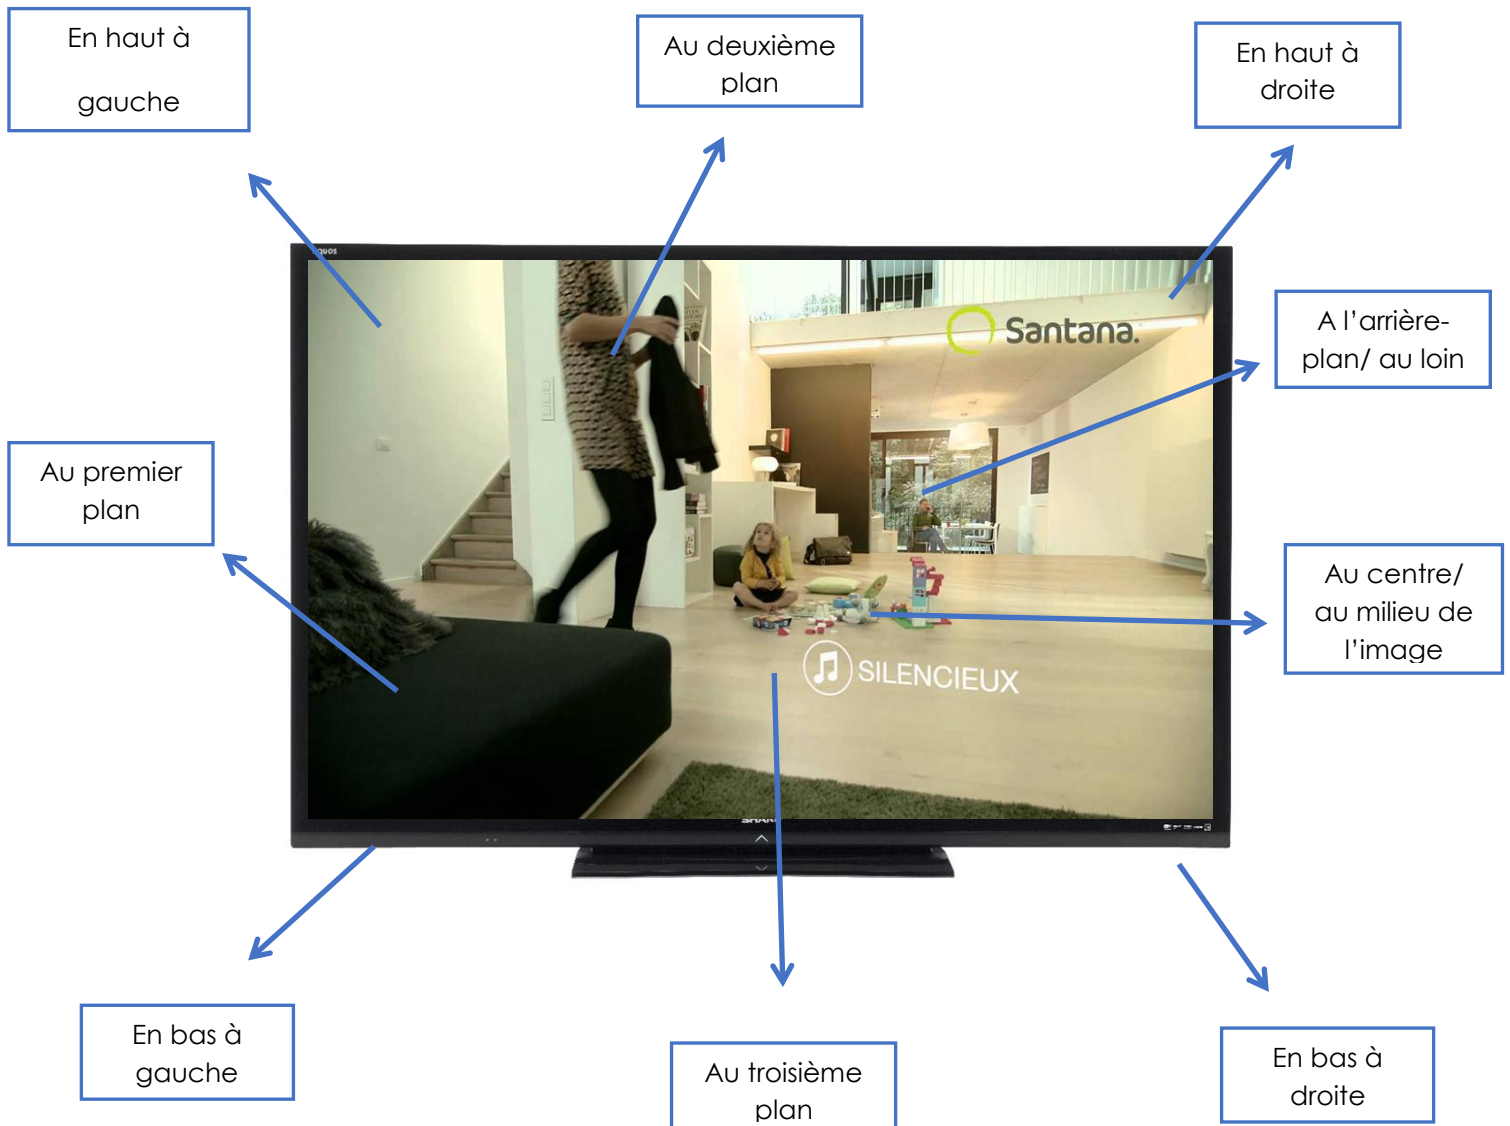 En haut à
gauche
Au deuxième
plan
En haut à
droite
Santana.
A l'arrière-
plan/ au loin
Au premier
plan
Au centre/
au milieu de
l'image
SILENCIEUX
En bas à
gauche
Au troisième
plan
En bas à
droite